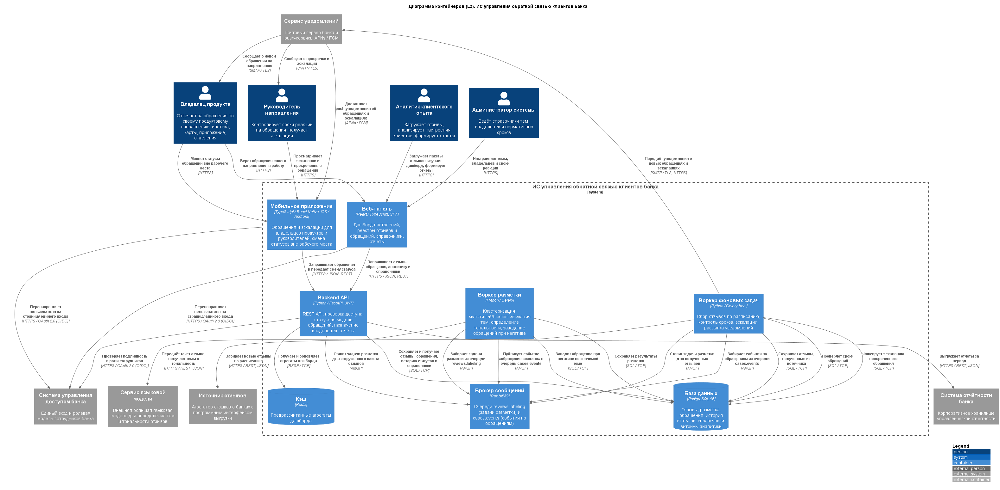 Диаграмма контейнеров (L2). ИС управления обратной связью клиентов банка
Сервис уведомлений
Почтовый сервер банка и
push-сервисы APNs / FCM
Сообщает о новом
обращении по
направлению
[SMTP / TLS]
Сообщает о просрочке и
эскалации
[SMTP / TLS]
Доставляет
push-уведомления об
обращениях и
эскалациях
[APNs / FCM]
Владелец продукта
Отвечает за обращения по
своему продуктовому
направлению: ипотека,
карты, приложение,
отделения
Руководитель
направления
Контролирует сроки реакции
на обращения, получает
эскалации
Аналитик клиентского
опыта
Загружает отзывы,
анализирует настроения
клиентов, формирует отчёты
Администратор системы
Ведёт справочники тем,
владельцев и нормативных
сроков
Меняет статусы
обращений вне рабочего
места
[HTTPS]
Берёт обращения своего
направления в работу
[HTTPS]
Просматривает
эскалации и
просроченные
обращения
[HTTPS]
Загружает пакеты
отзывов, изучает
дашборд, формирует
отчёты
[HTTPS]
Настраивает темы,
владельцев и сроки
реакции
[HTTPS]
Передаёт уведомления о
новых обращениях и
эскалациях
[SMTP / TLS, HTTPS]
ИС управления обратной связью клиентов банка
[system]
Мобильное приложение
[TypeScript / React Native, iOS /
Android]
Обращения и эскалации для
владельцев продуктов и
руководителей, смена
статусов вне рабочего места
Веб-панель
[React / TypeScript, SPA]
Дашборд настроений,
реестры отзывов и
обращений, справочники,
отчёты
Запрашивает обращения
и передаёт смену статуса
[HTTPS / JSON, REST]
Запрашивает отзывы,
обращения, аналитику и
справочники
[HTTPS / JSON, REST]
Перенаправляет
пользователя на
страницу единого входа
[HTTPS / OAuth 2.0 (OIDC)]
Перенаправляет
пользователя на
страницу единого входа
[HTTPS / OAuth 2.0 (OIDC)]
Backend API
[Python / FastAPI, JWT]
REST API, проверка доступа,
статусная модель
обращений, назначение
владельцев, отчёты
Воркер разметки
[Python / Celery]
Кластеризация,
мультилейбл-классификация
тем, определение
тональности, заведение
обращений при негативе
Воркер фоновых задач
[Python / Celery beat]
Сбор отзывов по расписанию,
контроль сроков, эскалации,
рассылка уведомлений
Проверяет подлинность
и роли сотрудников
[HTTPS / OAuth 2.0 (OIDC)]
Передаёт текст отзыва,
получает темы и
тональность
[HTTPS / REST, JSON]
Забирает новые отзывы
по расписанию
[HTTPS / REST, JSON]
Получает и обновляет
агрегаты дашборда
[RESP / TCP]
Ставит задачи разметки
для загруженного пакета
отзывов
[AMQP]
Сохраняет и получает
отзывы, обращения,
историю статусов и
справочники
[SQL / TCP]
Забирает задачи
разметки из очереди
reviews.labeling
[AMQP]
Публикует событие
«обращение создано» в
очередь cases.events
[AMQP]
Заводит обращение при
негативе по значимой
теме
[SQL / TCP]
Сохраняет результаты
разметки
[SQL / TCP]
Ставит задачи разметки
для полученных
отзывов
[AMQP]
Забирает события по
обращениям из очереди
cases.events
[AMQP]
Сохраняет отзывы,
полученные из
источника
[SQL / TCP]
Проверяет сроки
обращений
[SQL / TCP]
Фиксирует эскалацию
просроченного
обращения
[SQL / TCP]
Выгружает отчёты за
период
[HTTPS / REST, JSON]
Система управления
доступом банка
Единый вход и ролевая
модель сотрудников банка
Сервис языковой
модели
Внешняя большая языковая
модель для определения тем
и тональности отзывов
Источник отзывов
Агрегатор отзывов о банках с
программным интерфейсом
выгрузки
Кэш
[Redis]
Предрассчитанные агрегаты
дашборда
Брокер сообщений
[RabbitMQ]
Очереди reviews.labeling
(задачи разметки) и
cases.events (события по
обращениям)
База данных
[PostgreSQL 16]
Отзывы, разметка,
обращения, история
статусов, справочники,
витрины аналитики
Система отчётности
банка
Корпоративное хранилище
управленческой отчётности
Legend
person
system
container
external person
external system
external container